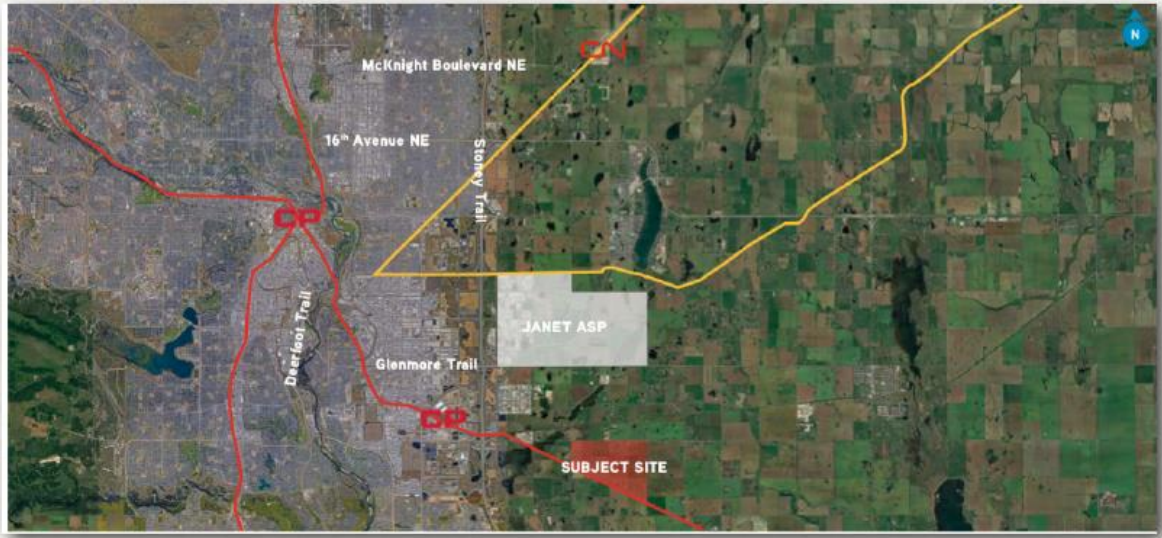 N
CN
McKnight Boulevard NE
16th Avenue NE
Stoney Trail
CP
Deerfoot Trail
JANET ASP
Glenmore Trail
CP
SUBJECT SITE